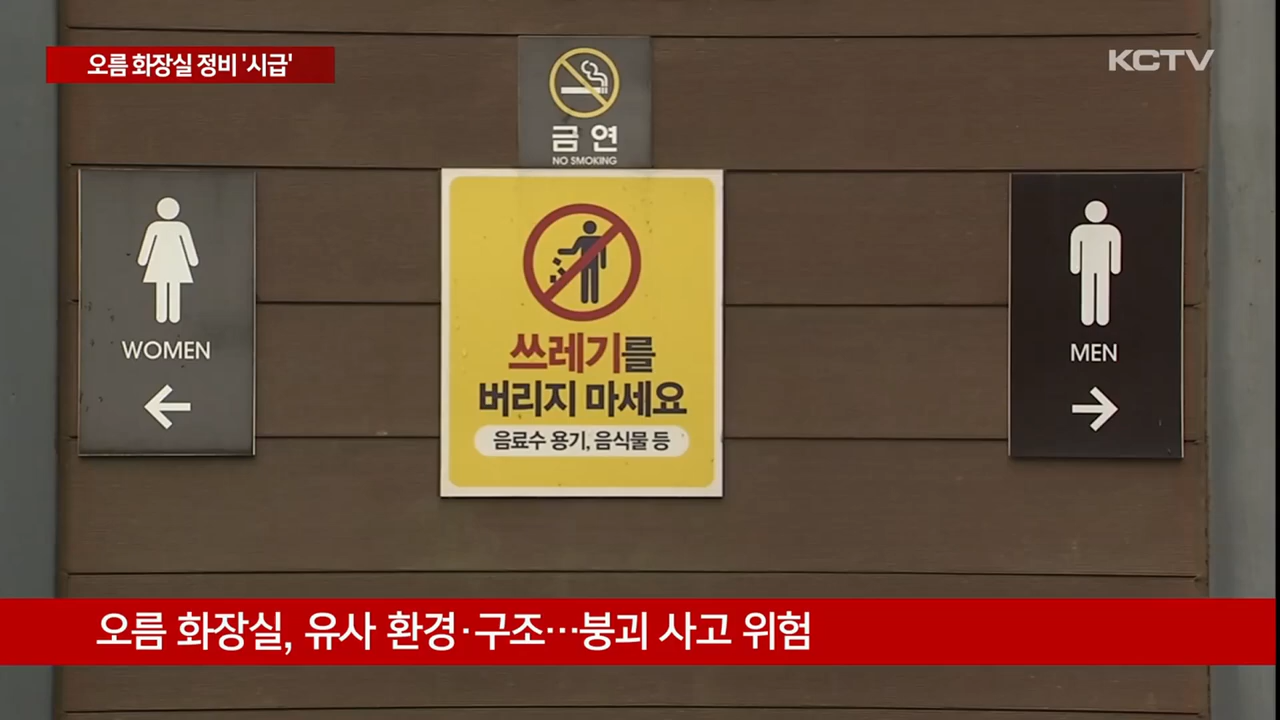 오름 화장실 정비 '시급'
KCTV
금연
NO SMOKING
WOMEN
쓰레기를
버리지 마세요
음료수 용기, 음식물 등
MEN
오름 화장실, 유사 환경·구조…붕괴 사고 위험